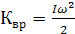 Kвр = Iω²/2